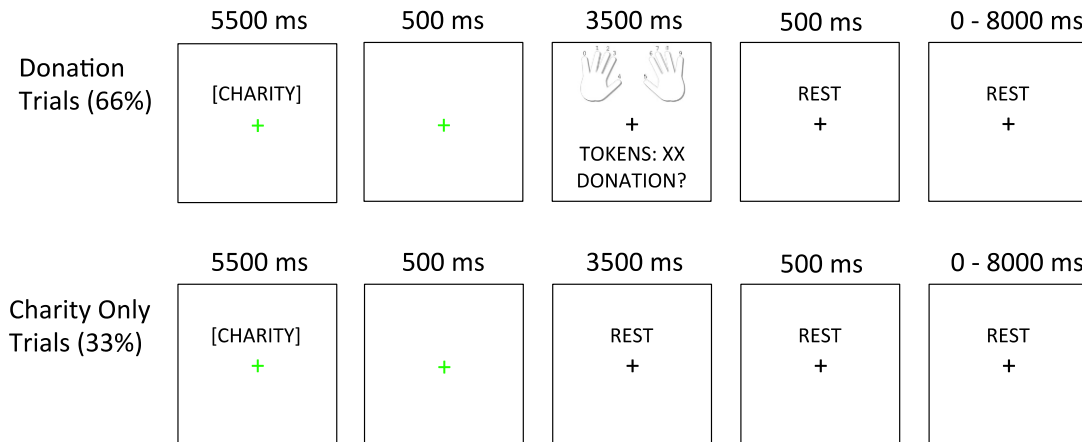 5500 ms 500 ms 3500 ms 500 ms 0 - 8000 ms
Donation
Trials (66%)
[CHARITY]
+
+
+
TOKENS: XX
DONATION?
REST
+
REST
+
5500 ms 500 ms 3500 ms 500 ms 0 - 8000 ms
Charity Only
Trials (33%)
[CHARITY]
+
+
REST
+
REST
+
REST
+